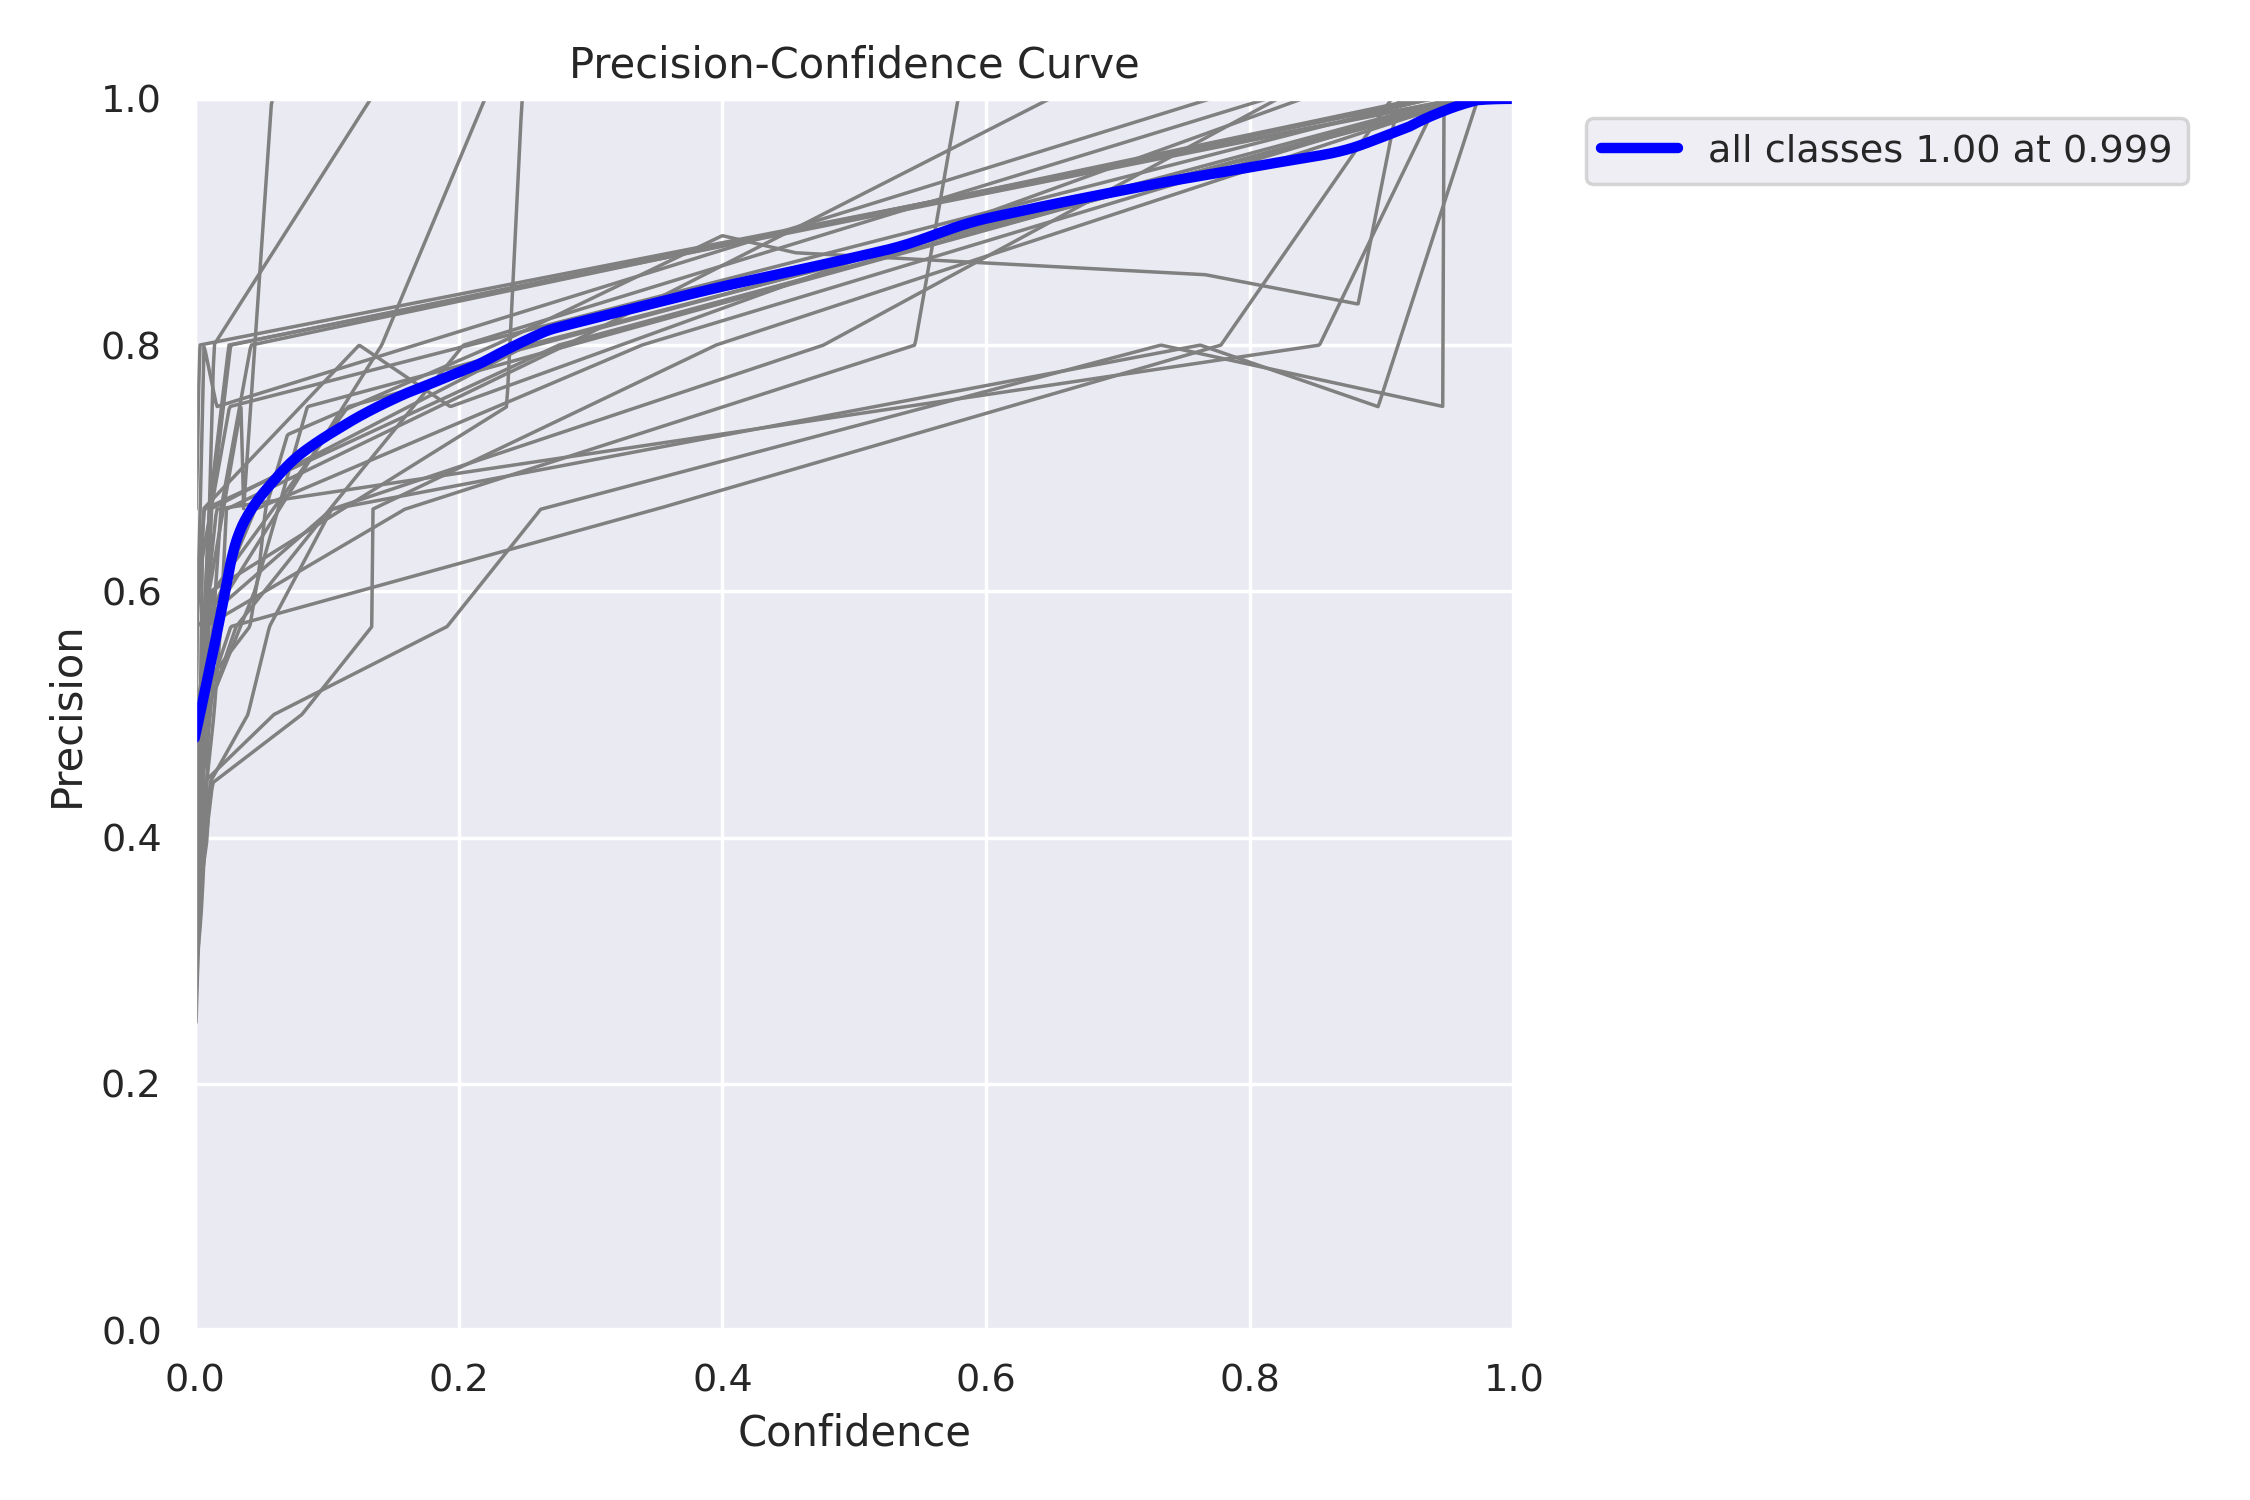 Precision-Confidence Curve
all classes 1.00 at 0.999
Precision
1.0
0.8
0.6
0.4
0.2
0.0
0.0 0.2 0.4 0.6 0.8 1.0
Confidence